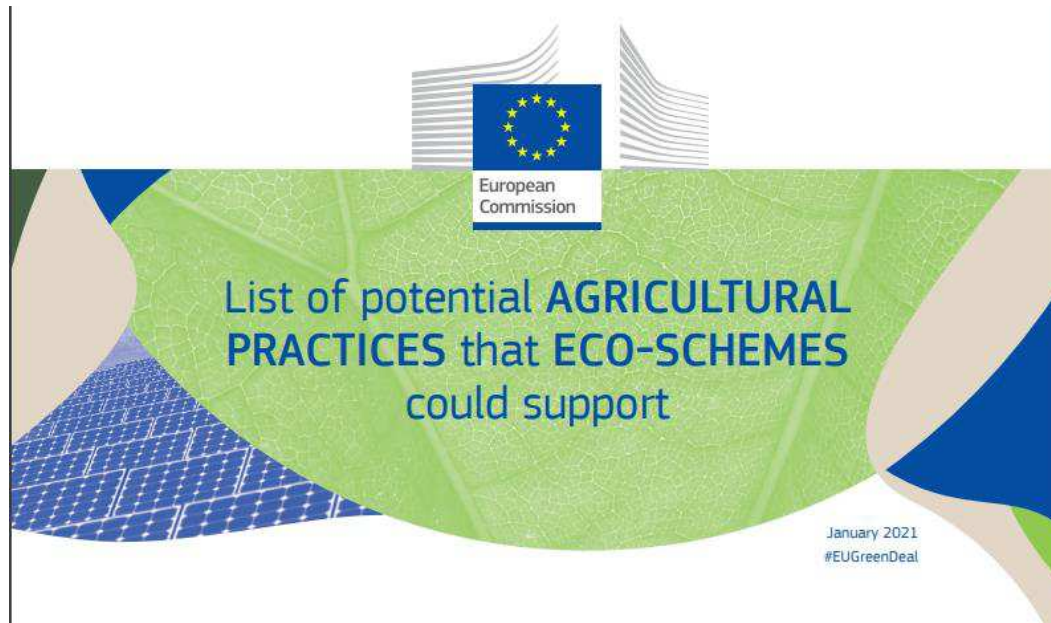 European
Commission
List of potential AGRICULTURAL
PRACTICES that ECO-SCHEMES
could support
January 2021
#EUGreenDeal